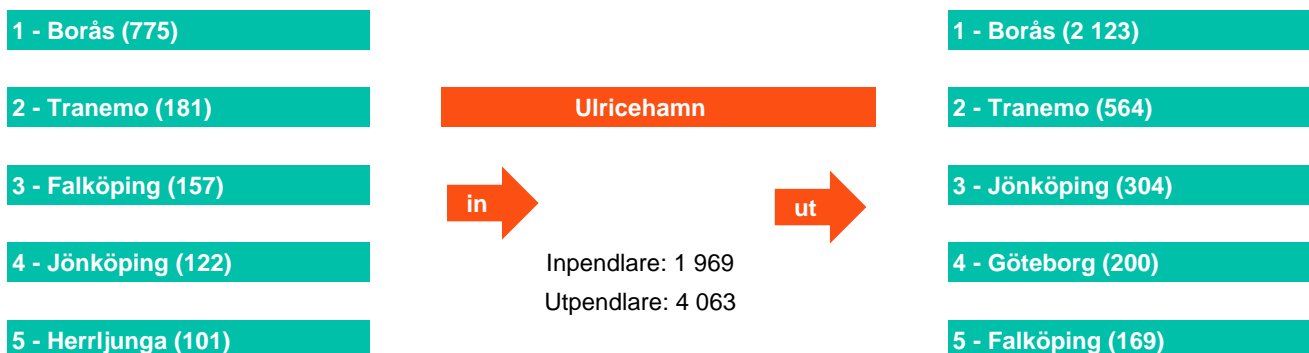 1 - Borås (775)
2 - Tranemo (181)
3 - Falköping (157)
4 - Jönköping (122)
5 - Herrljunga (101)
Ulricehamn
in
ut
Inpendlare: 1 969
Utpendlare: 4 063
1 - Borås (2 123)
2 - Tranemo (564)
3 - Jönköping (304)
4 - Göteborg (200)
5 - Falköping (169)